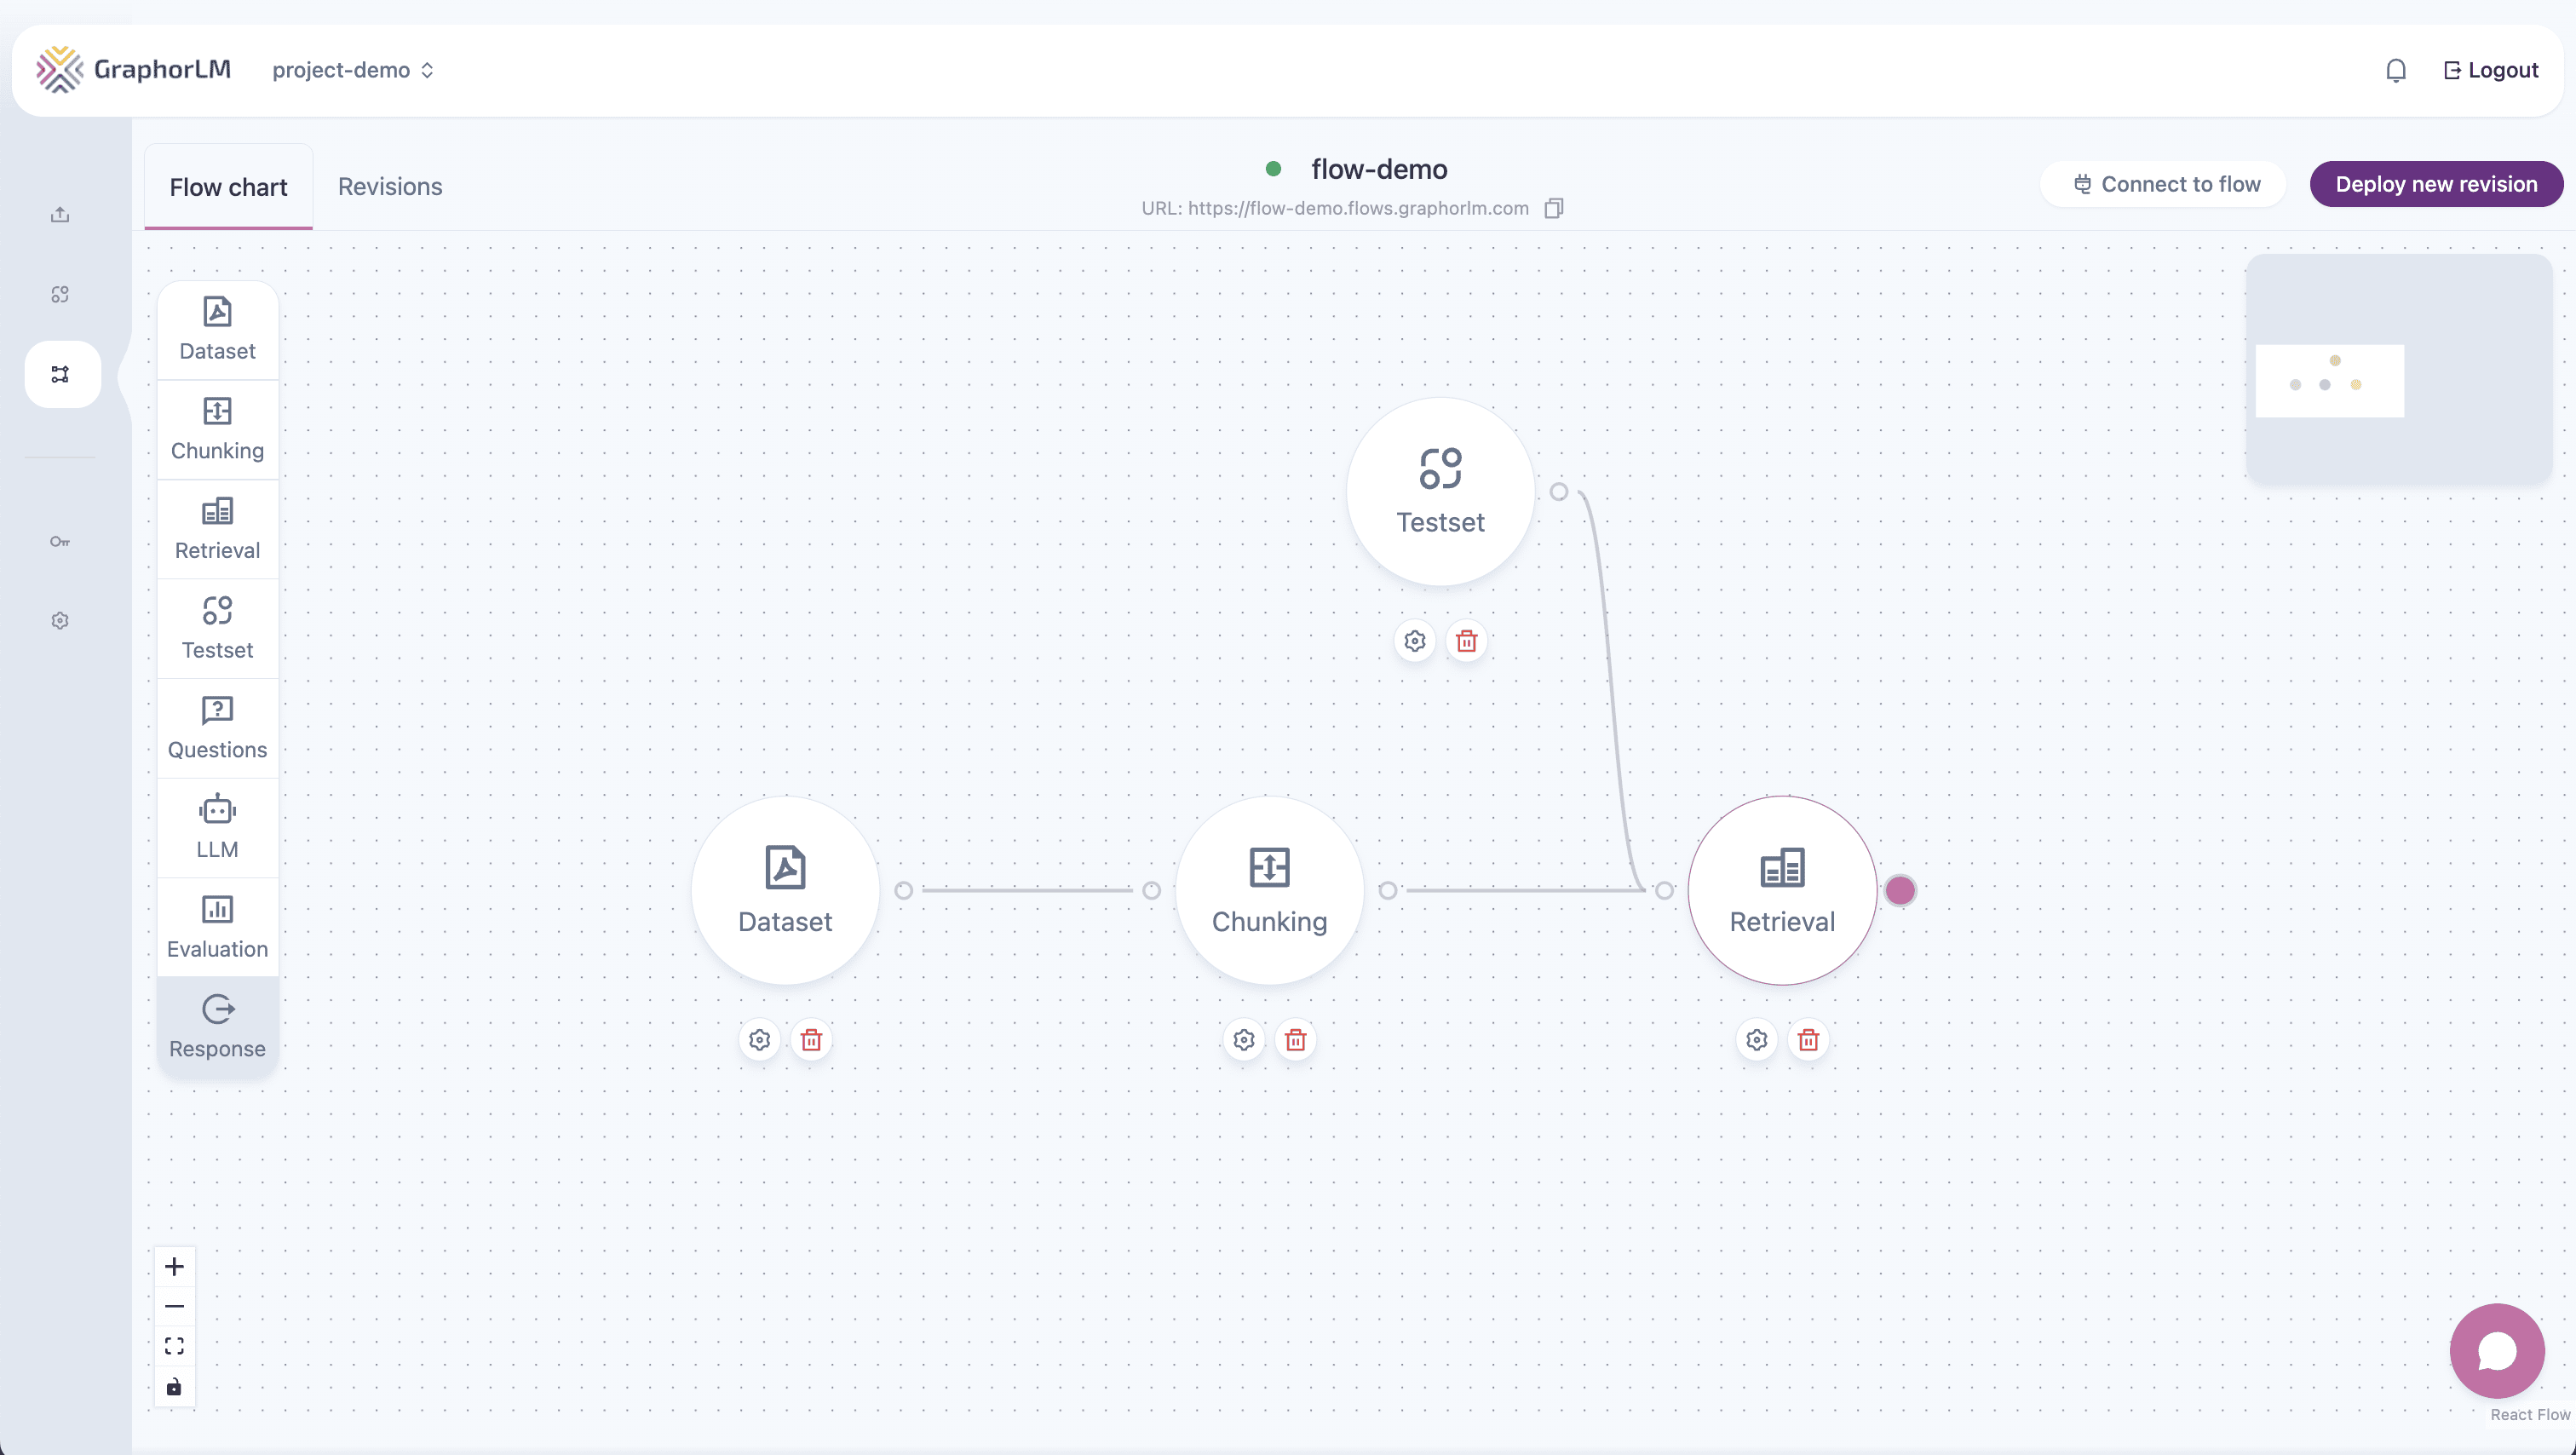 GraphorLM
project-demo
Logout
Flow chart
Revisions
flow-demo
URL: https://flow-demo.flows.graphorlm.com
Connect to flow
Deploy new revision
Dataset
Chunking
Retrieval
Testset
Questions
LLM
Evaluation
Response
Testset
Dataset
Chunking
Retrieval
React Flow